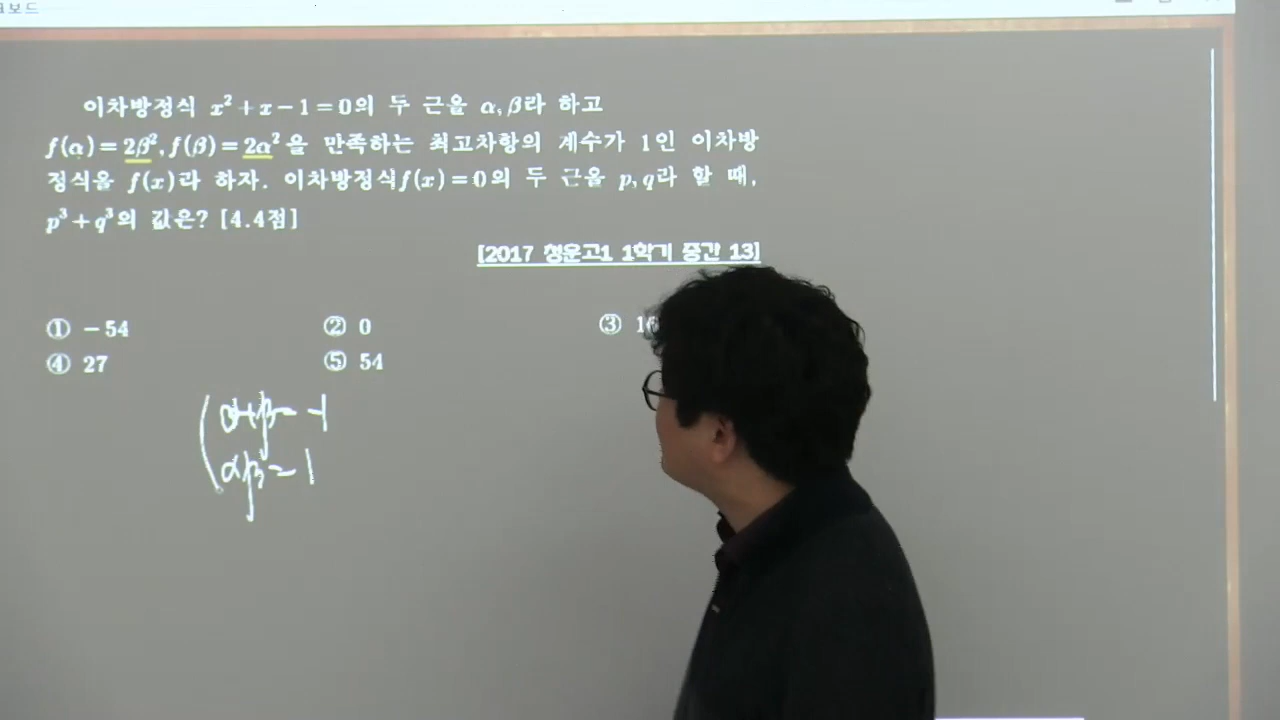 보드
이차방정식 x²+x−1=0의 두 근을 α, β라 하고
f(α)=2β², f(β)=2α²을 만족하는 최고차항의 계수가 1인 이차방
정식을 f(x)라 하자. 이차방정식f(x)=0의 두 근을 p, q라 할 때,
p³+q³의 값은? [4.4점]
[2017 청운고1 1학기 중간 13]
① −54 ② 0 ③
④ 27 ⑤ 54
α+β=-1
αβ=1